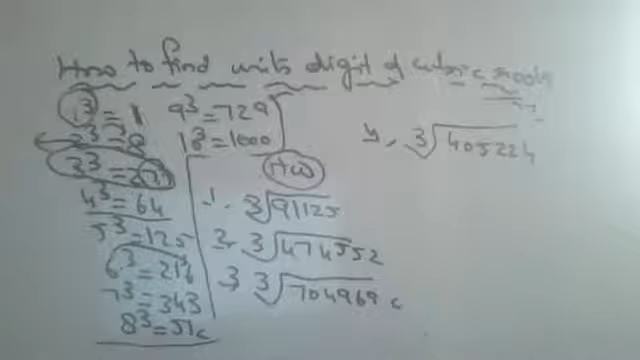 How to find units digit of cubic roots
1³ = 1
2³ = 8
3³ = 27
4³ = 64
5³ = 125
6³ = 216
7³ = 343
8³ = 512
9³ = 729
10³ = 1000
HW
1. ³√91125
2. ³√474552
3 ³√704969
4. ³√405224